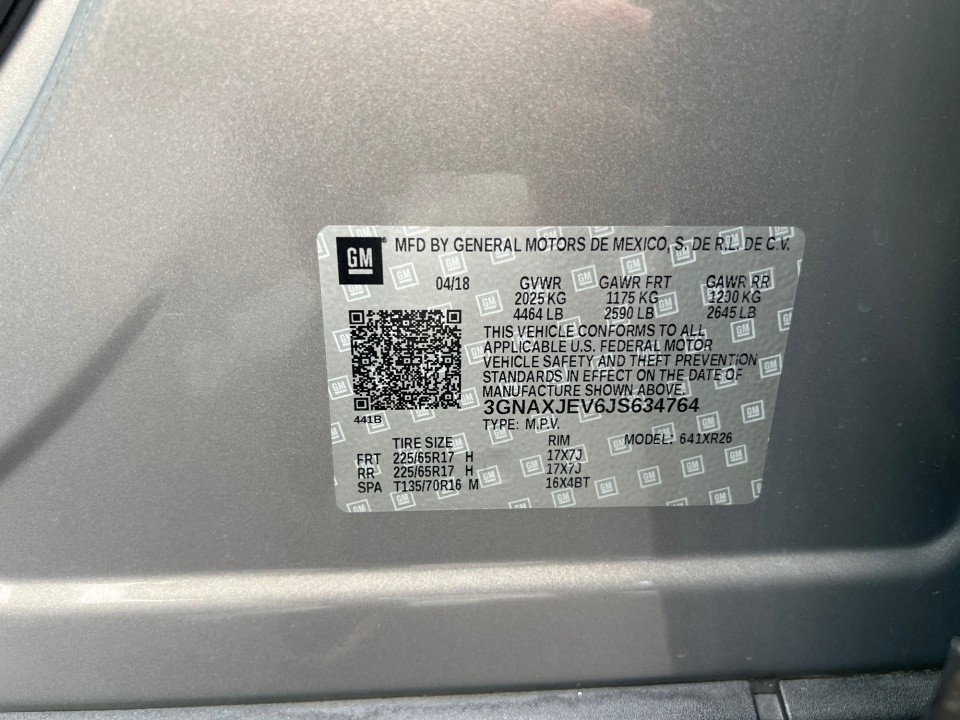 GM® MFD BY GENERAL MOTORS DE MEXICO, S. DE R.L. DE C.V.
04/18 GVWR GAWR FRT GAWR RR
2025 KG 1175 KG 1200 KG
4464 LB 2590 LB 2645 LB
THIS VEHICLE CONFORMS TO ALL
APPLICABLE U.S. FEDERAL MOTOR
VEHICLE SAFETY AND THEFT PREVENTION
STANDARDS IN EFFECT ON THE DATE OF
MANUFACTURE SHOWN ABOVE.
3GNAXJEV6JS634764
441B
TYPE: M.P.V.
TIRE SIZE RIM MODEL: 641XR26
FRT 225/65R17 H 17X7J
RR 225/65R17 H 17X7J
SPA T135/70R16 M 16X4BT